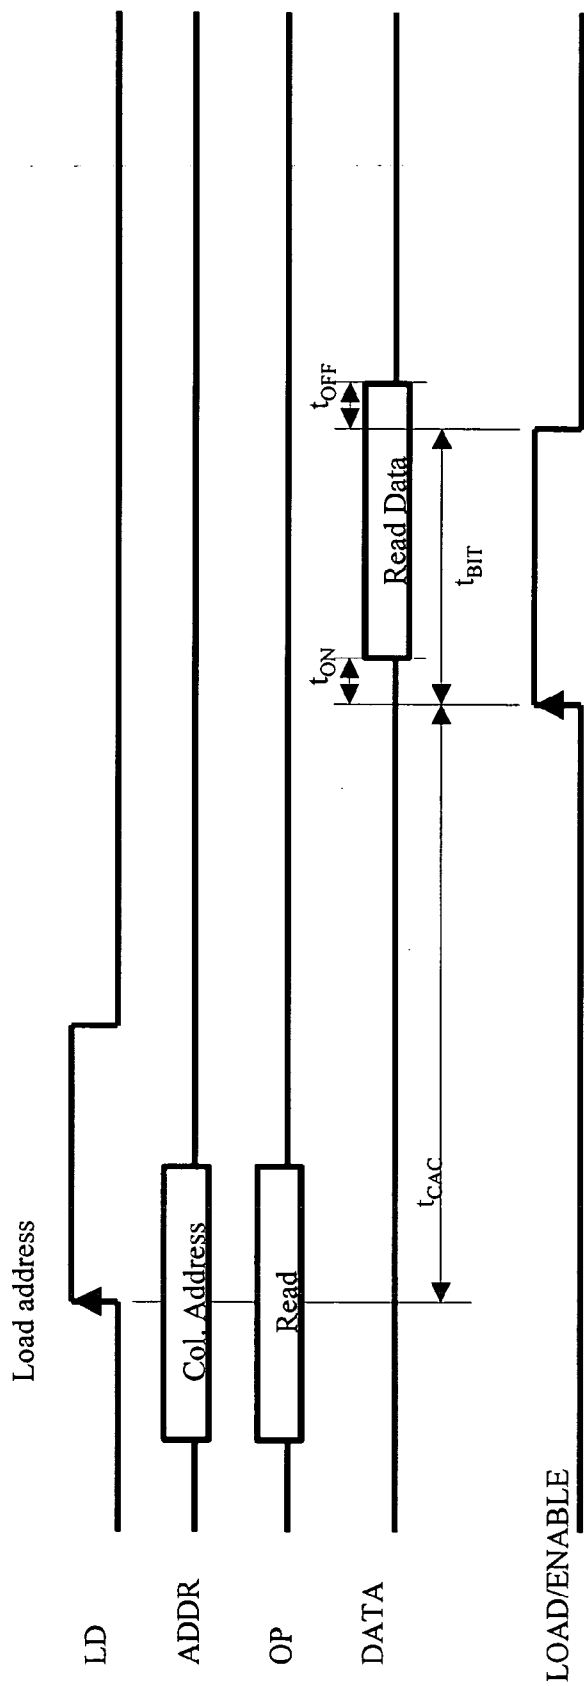 Load address
LD
ADDR
Col. Address
OP
Read
DATA
Read Data
tON
tOFF
tCAC
tBIT
LOAD/ENABLE